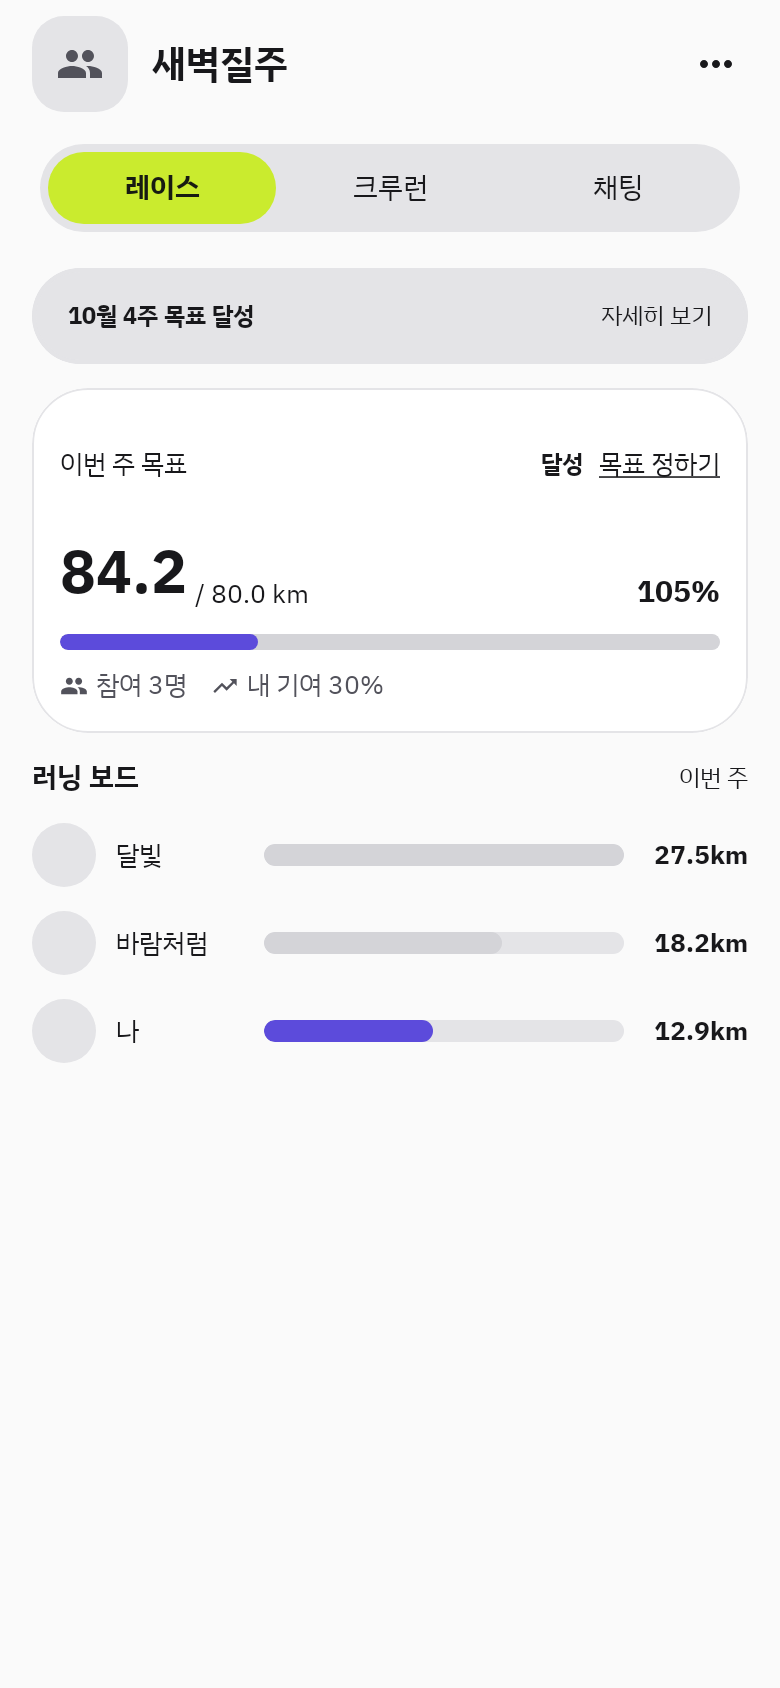 새벽질주
레이스 크루런 채팅
10월 4주 목표 달성 자세히 보기
이번 주 목표 달성 목표 정하기
84.2 / 80.0 km 105%
참여 3명 내 기여 30%
러닝 보드 이번 주
달빛 27.5km
바람처럼 18.2km
나 12.9km